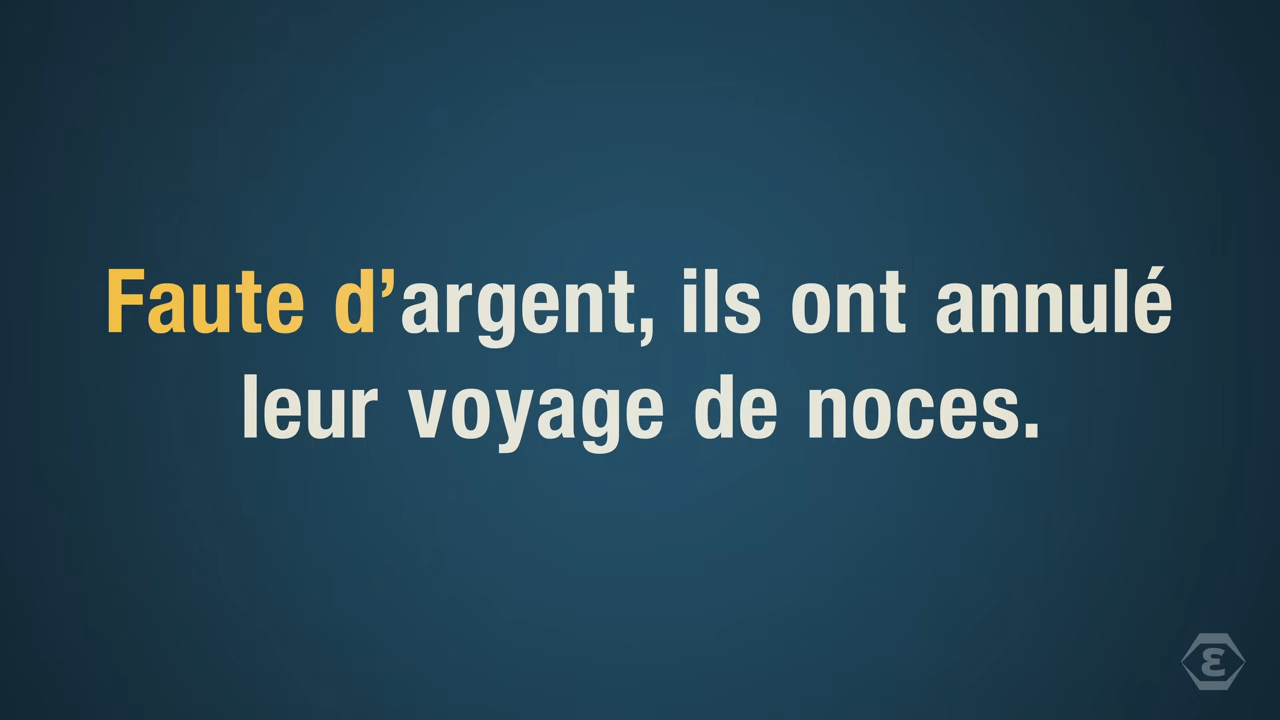 Faute d’argent, ils ont annulé
leur voyage de noces.
ε